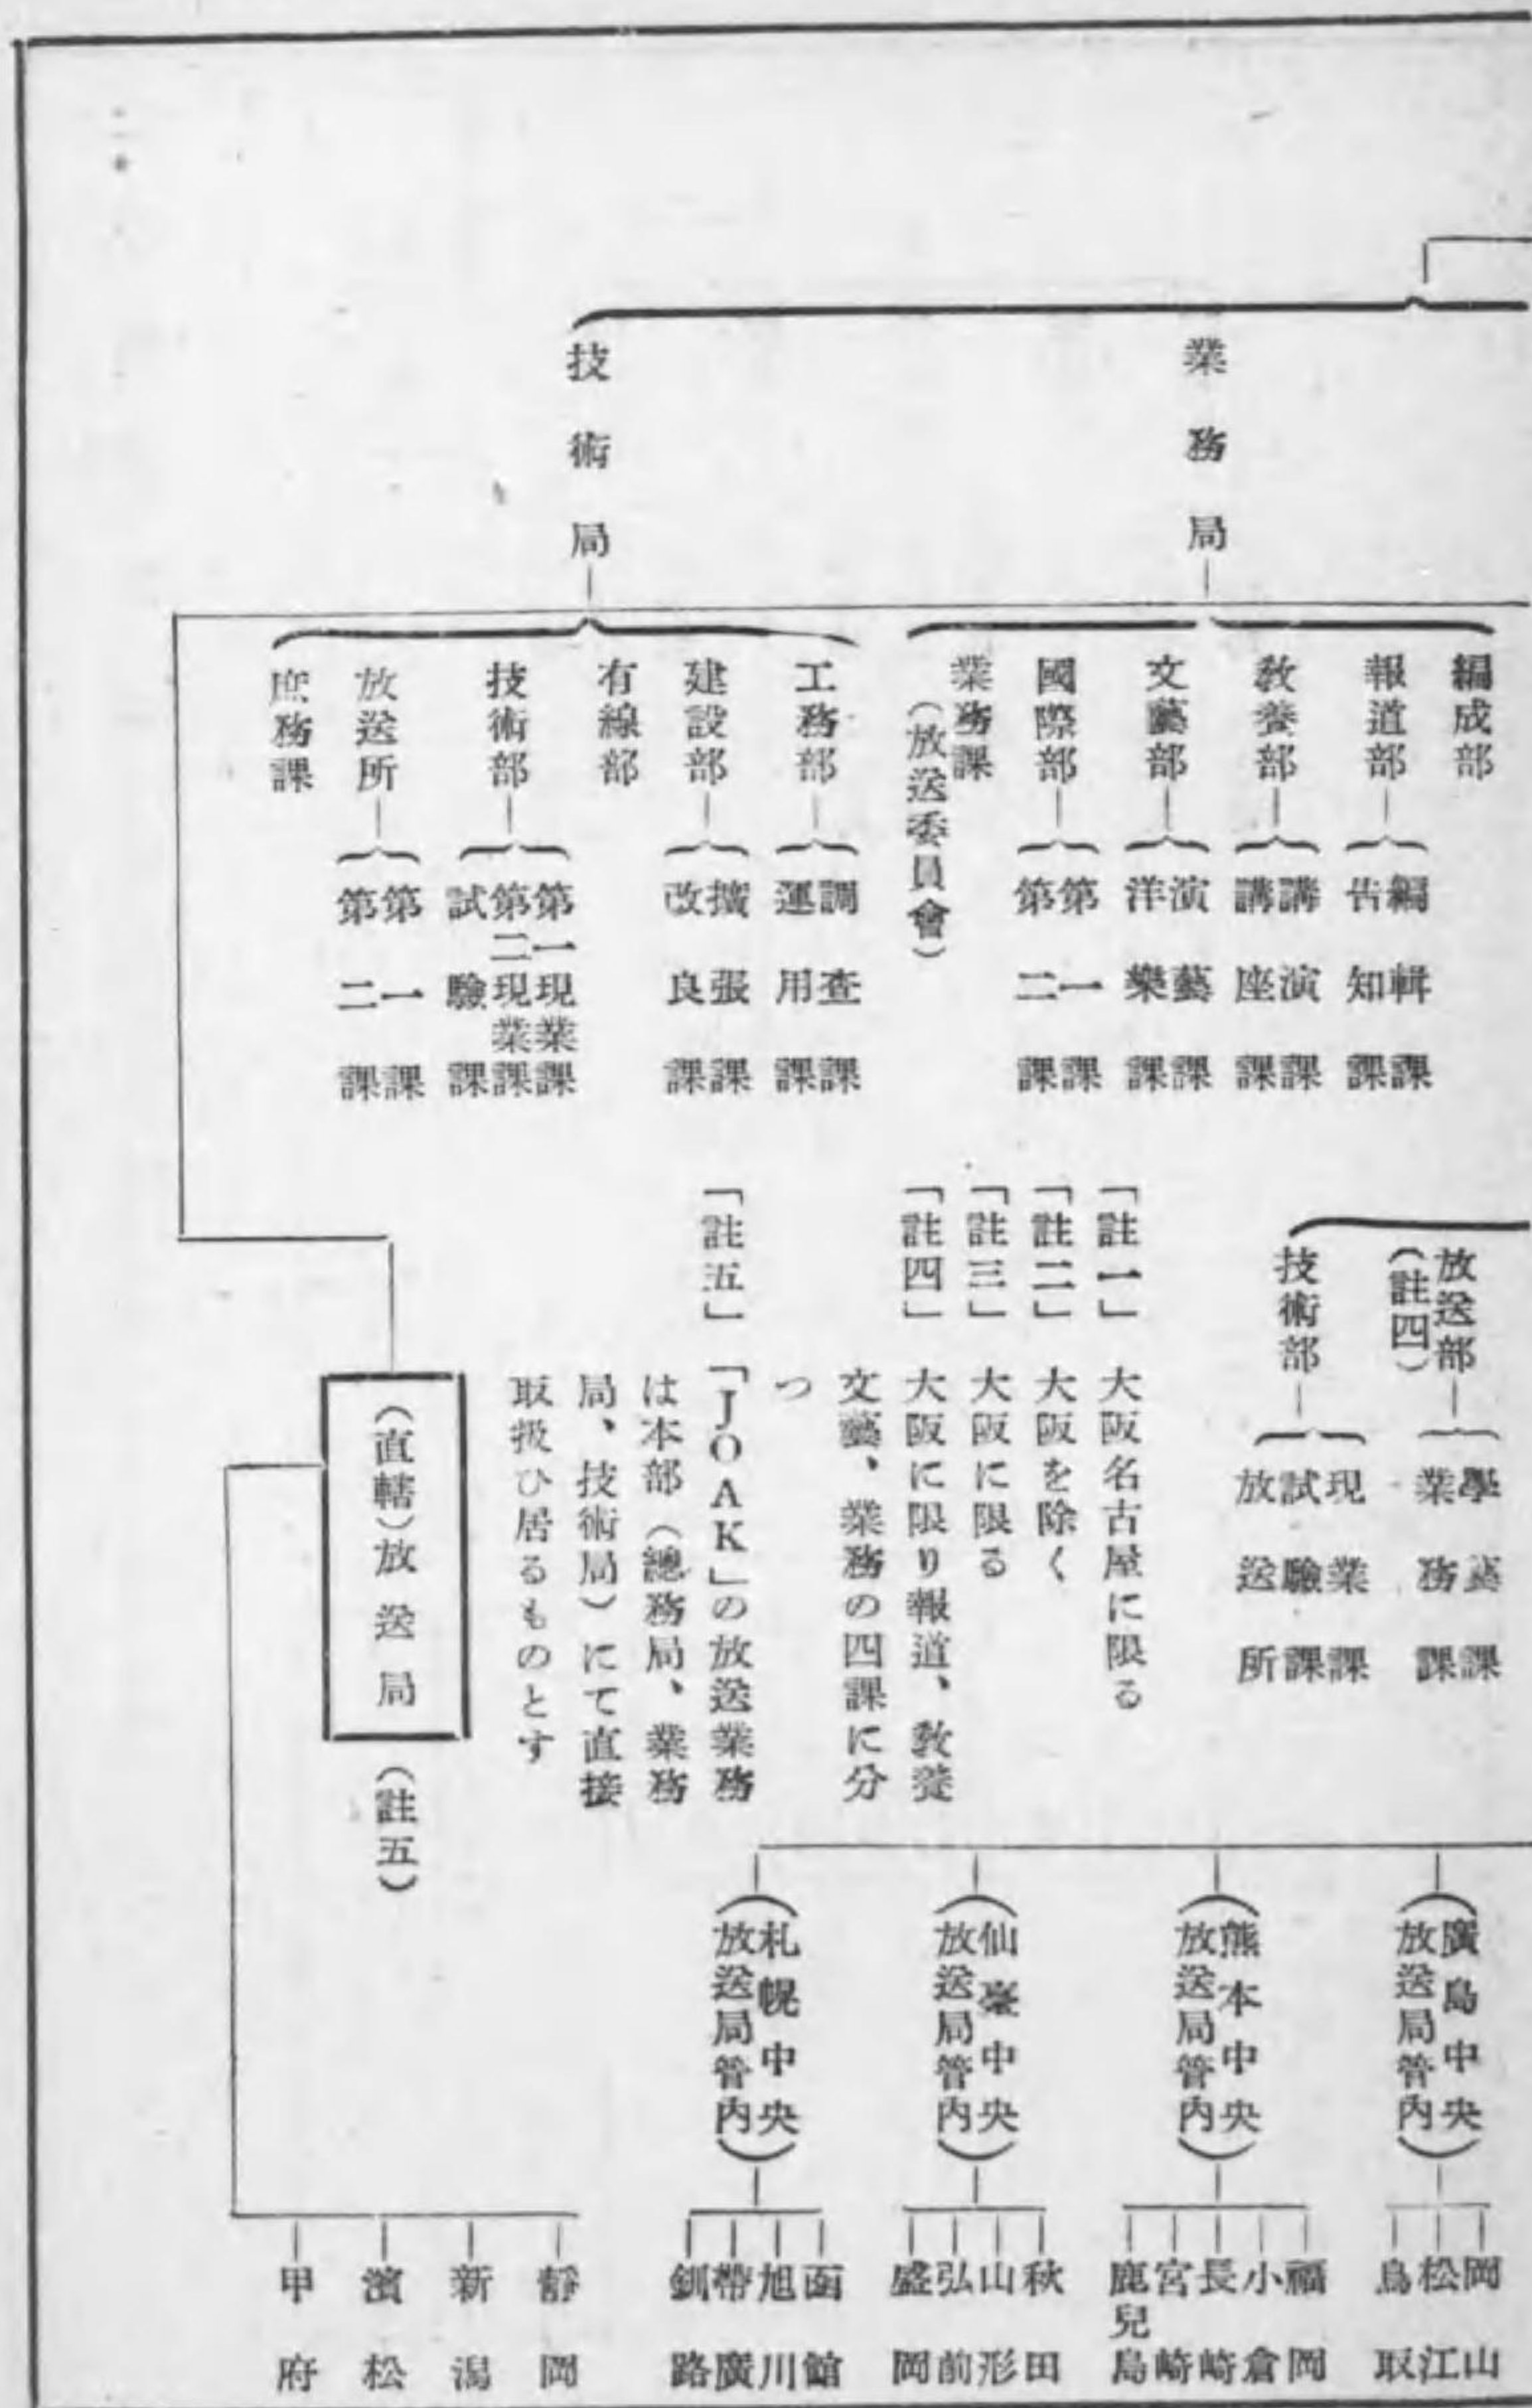 業務局
編成部
報道部
編輯課
告知課
教養部
講演課
講座課
文藝部
演藝課
洋樂課
國際部
第一課
第二課
業務課
（放送委員會）
技術局
工務部
調査課
運用課
建設部
擴張課
改良課
有線部
技術部
第一現業課
第二現業課
試驗課
放送所
第一課
第二課
庶務課
放送部
（註四）
學藝課
業務課
技術部
現業課
試驗課
放送所
「註一」　大阪名古屋に限る
「註二」　大阪を除く
「註三」　大阪に限る
「註四」　大阪に限り報道、教養
文藝、業務の四課に分
つ
「註五」　「JOAK」の放送業務
は本部（總務局、業務
局、技術局）にて直接
取扱ひ居るものとす
（直轄）放送局
（註五）
（廣島中央
放送局管內）
岡山
松江
鳥取
（熊本中央
放送局管內）
福岡
小倉
長崎
宮崎
鹿兒島
（仙臺中央
放送局管內）
秋田
山形
弘前
盛岡
（札幌中央
放送局管內）
函館
旭川
帶廣
釧路
靜岡
新潟
濱松
甲府